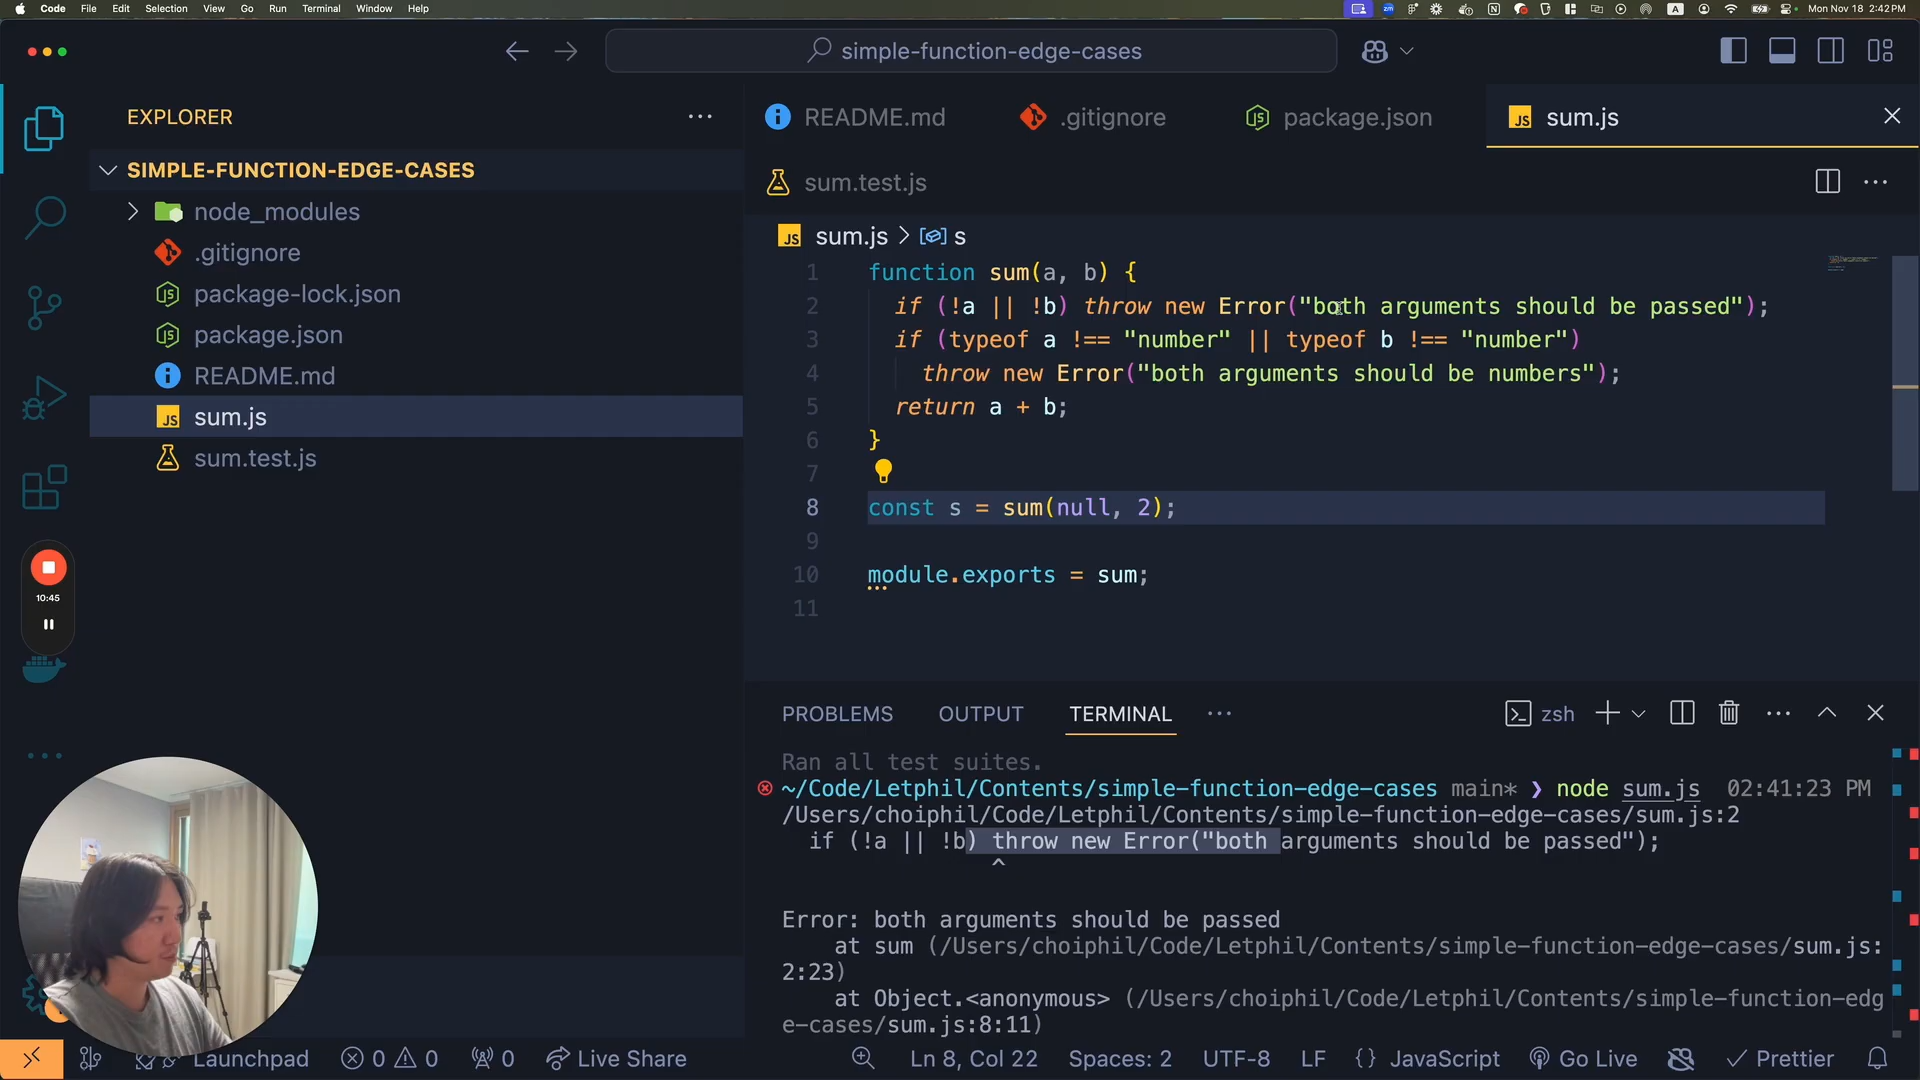 Code File Edit Selection View Go Run Terminal Window Help
zm
A
Mon Nov 18 2:42 PM
simple-function-edge-cases
EXPLORER
SIMPLE-FUNCTION-EDGE-CASES
node_modules
.gitignore
package-lock.json
package.json
README.md
JS sum.js
sum.test.js
10:45
README.md .gitignore package.json JS sum.js
sum.test.js
JS sum.js > s
1 function sum(a, b) {
2 if (!a || !b) throw new Error("both arguments should be passed");
3 if (typeof a !== "number" || typeof b !== "number")
4 throw new Error("both arguments should be numbers");
5 return a + b;
6 }
7
8 const s = sum(null, 2);
9
10 module.exports = sum;
11
PROBLEMS OUTPUT TERMINAL zsh
Ran all test suites.
~/Code/Letphil/Contents/simple-function-edge-cases main* ❯ node sum.js 02:41:23 PM
/Users/choiphil/Code/Letphil/Contents/simple-function-edge-cases/sum.js:2
if (!a || !b) throw new Error("both arguments should be passed");
^
Error: both arguments should be passed
at sum (/Users/choiphil/Code/Letphil/Contents/simple-function-edge-cases/sum.js:
2:23)
at Object.<anonymous> (/Users/choiphil/Code/Letphil/Contents/simple-function-edg
e-cases/sum.js:8:11)
Launchpad 0 0 0 Live Share Ln 8, Col 22 Spaces: 2 UTF-8 LF {} JavaScript Go Live Prettier